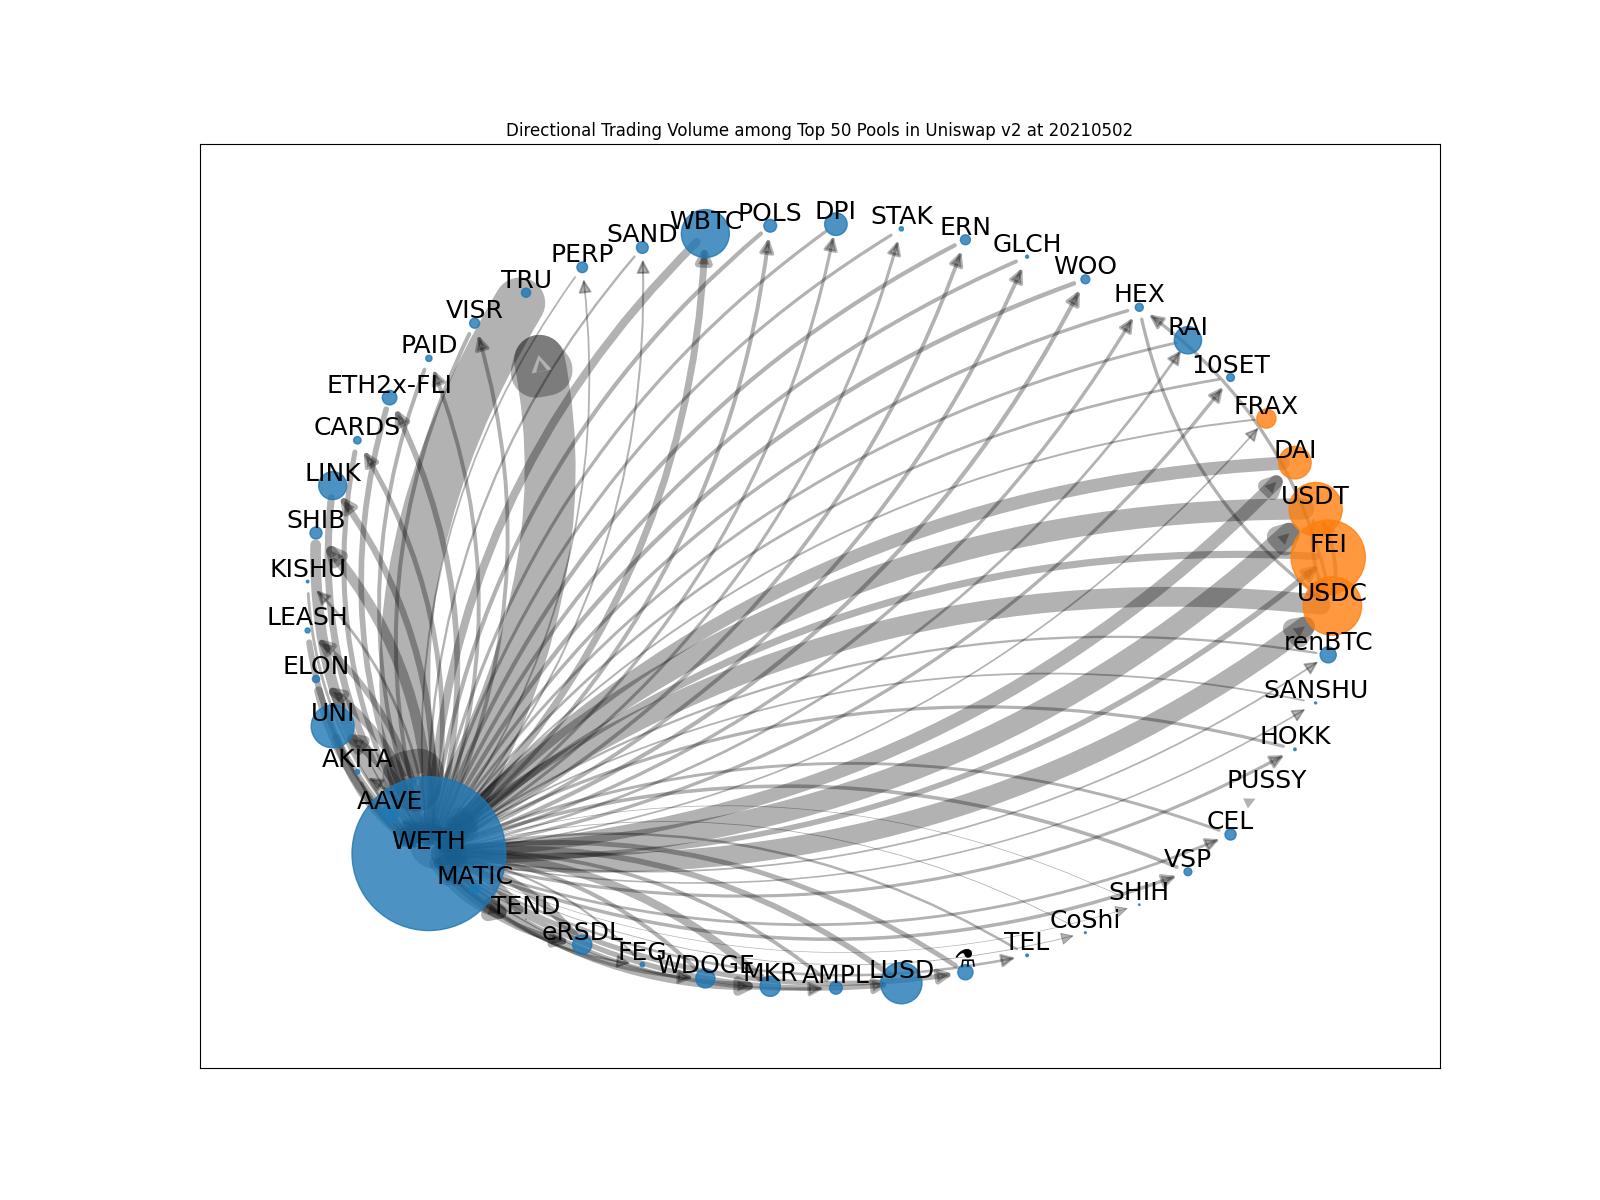 Directional Trading Volume among Top 50 Pools in Uniswap v2 at 20210502
WBTC
POLS
DPI
STAK
ERN
SAND
GLCH
PERP
WOO
TRU
HEX
VISR
RAI
PAID
10SET
ETH2x-FLI
FRAX
CARDS
DAI
LINK
USDT
SHIB
FEI
KISHU
USDC
LEASH
renBTC
ELON
SANSHU
UNI
HOKK
AKITA
PUSSY
AAVE
CEL
WETH
VSP
MATIC
SHIH
TEND
CoShi
eRSDL
TEL
FEG
⚗
WDOGE
MKR
AMPL
LUSD